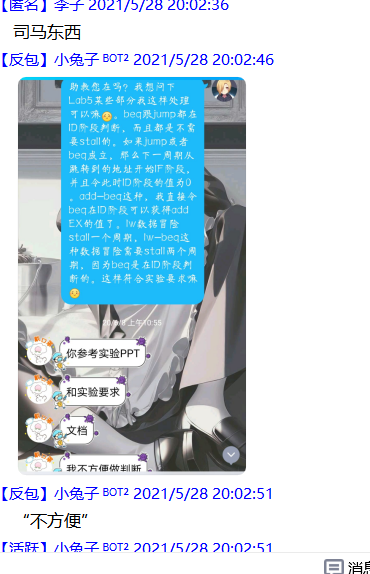 【匿名】李子 2021/5/28 20:02:36
司马东西
【反包】小兔子 BOT2 2021/5/28 20:02:46
助教您在吗？我想问下
Lab5某些部分我这样处理
可以嘛😊。beq跟jump都在
ID阶段判断，而且都是不需
要stall的，如果jump或者
beq成立，那么下一周期从
跳转到的地址开始IF阶段，
并且令此时ID阶段的值为0
。add-beq这种，我直接令
beq在ID阶段可以获得add
EX的值了。lw数据冒险
stall一个周期，lw-beq这
种数据冒险需要stall两个周
期，因为beq是在ID阶段判
断的。这样符合实验要求嘛
😊
上午10:55
你参考实验PPT
和实验要求
文档
我不方便做判断
【反包】小兔子 BOT2 2021/5/28 20:02:51
“不方便”
【活跃】小兔子 BOT2 2021/5/28 20:02:51
消息